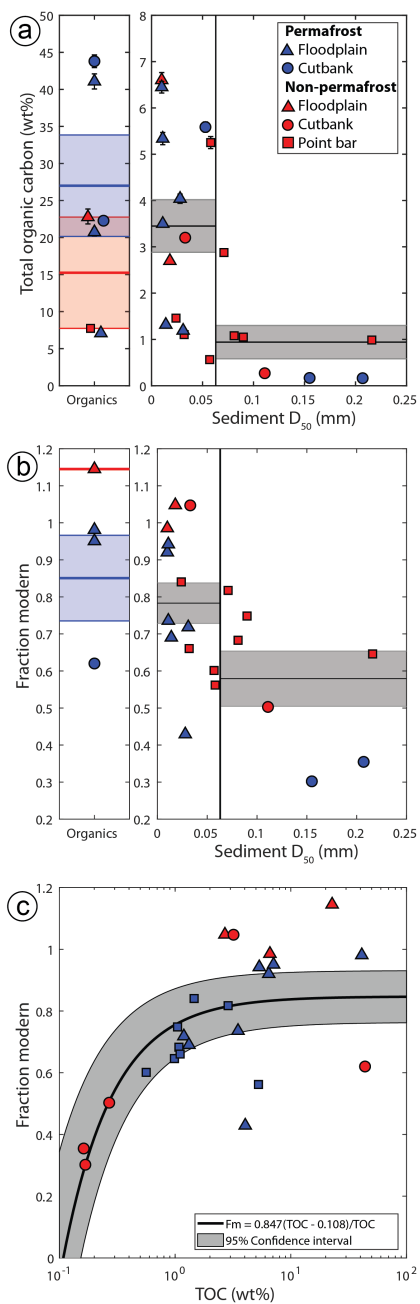 a
50
45
40
35
30
25
20
15
10
5
0
Total organic carbon (wt%)
Organics
8
7
6
5
4
3
2
1
0
0 0.05 0.1 0.15 0.2 0.25
Sediment D50 (mm)
Permafrost
Floodplain
Cutbank
Non-permafrost
Floodplain
Cutbank
Point bar
b
1.2
1.1
1
0.9
0.8
0.7
0.6
0.5
0.4
0.3
0.2
Fraction modern
Organics
1.2
1.1
1
0.9
0.8
0.7
0.6
0.5
0.4
0.3
0.2
0 0.05 0.1 0.15 0.2 0.25
Sediment D50 (mm)
c
1.2
1
0.8
0.6
0.4
0.2
0
Fraction modern
Fm = 0.847(TOC - 0.108)/TOC
95% Confidence interval
10-1 100 101 102
TOC (wt%)